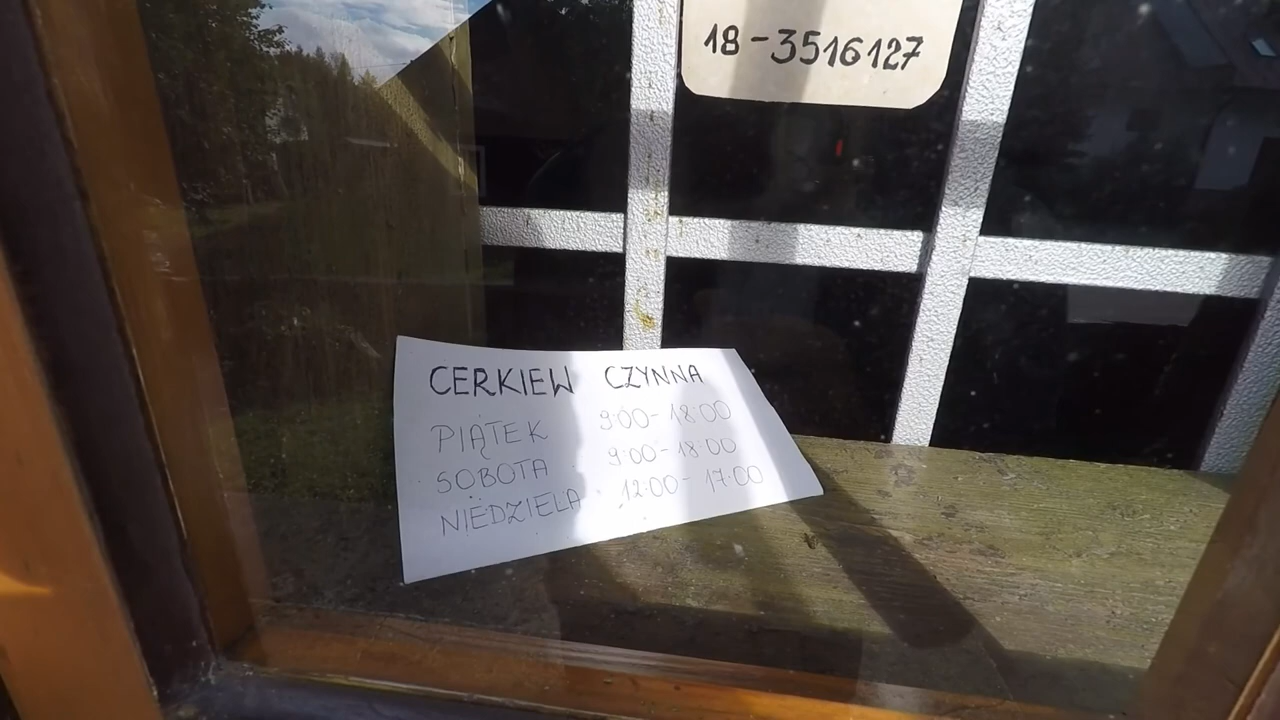 18-3516127
CERKIEW CZYNNA
PIĄTEK 9:00-18:00
SOBOTA 9:00-18:00
NIEDZIELA 12:00-17:00